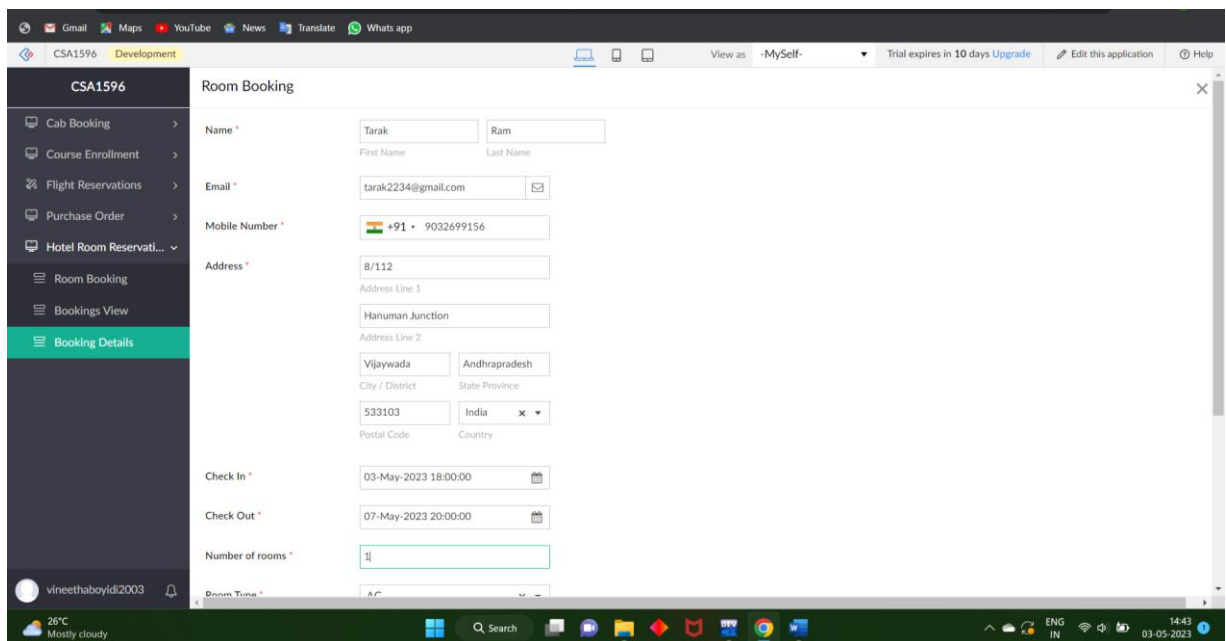 Gmail Maps YouTube News Translate Whats app
CSA1596 Development View as -MySelf- Trial expires in 10 days Upgrade Edit this application Help
CSA1596
Cab Booking
Course Enrollment
Flight Reservations
Purchase Order
Hotel Room Reservati...
Room Booking
Bookings View
Booking Details
vineethaboyidi2003
Room Booking
Name * Tarak Ram
First Name Last Name
Email * tarak2234@gmail.com
Mobile Number * +91 9032699156
Address * 8/112
Address Line 1
Hanuman Junction
Address Line 2
Vijaywada Andhrapradesh
City / District State Province
533103 India
Postal Code Country
Check In * 03-May-2023 18:00:00
Check Out * 07-May-2023 20:00:00
Number of rooms * 1
Room Type * AC
26°C
Mostly cloudy
Search
ENG
IN
14:43
03-05-2023
1